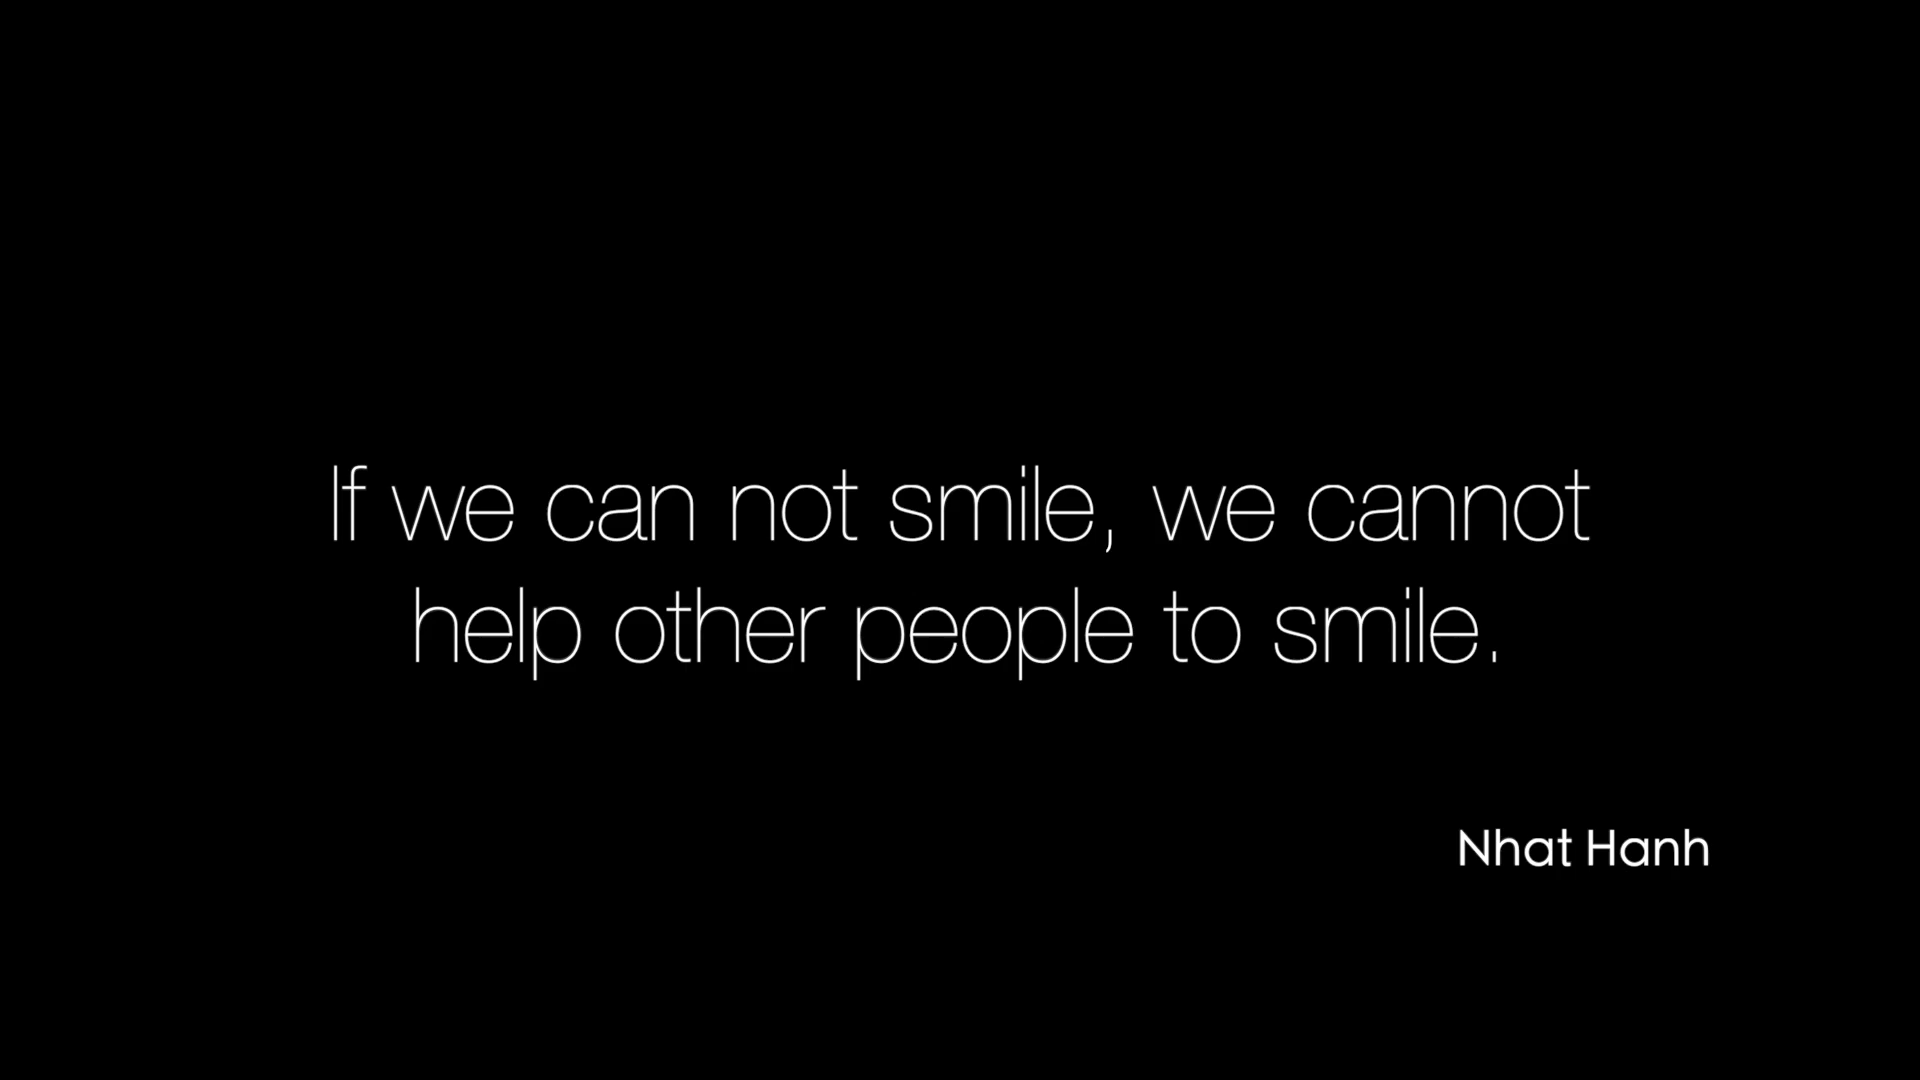 If we can not smile, we cannot
help other people to smile.
Nhat Hanh